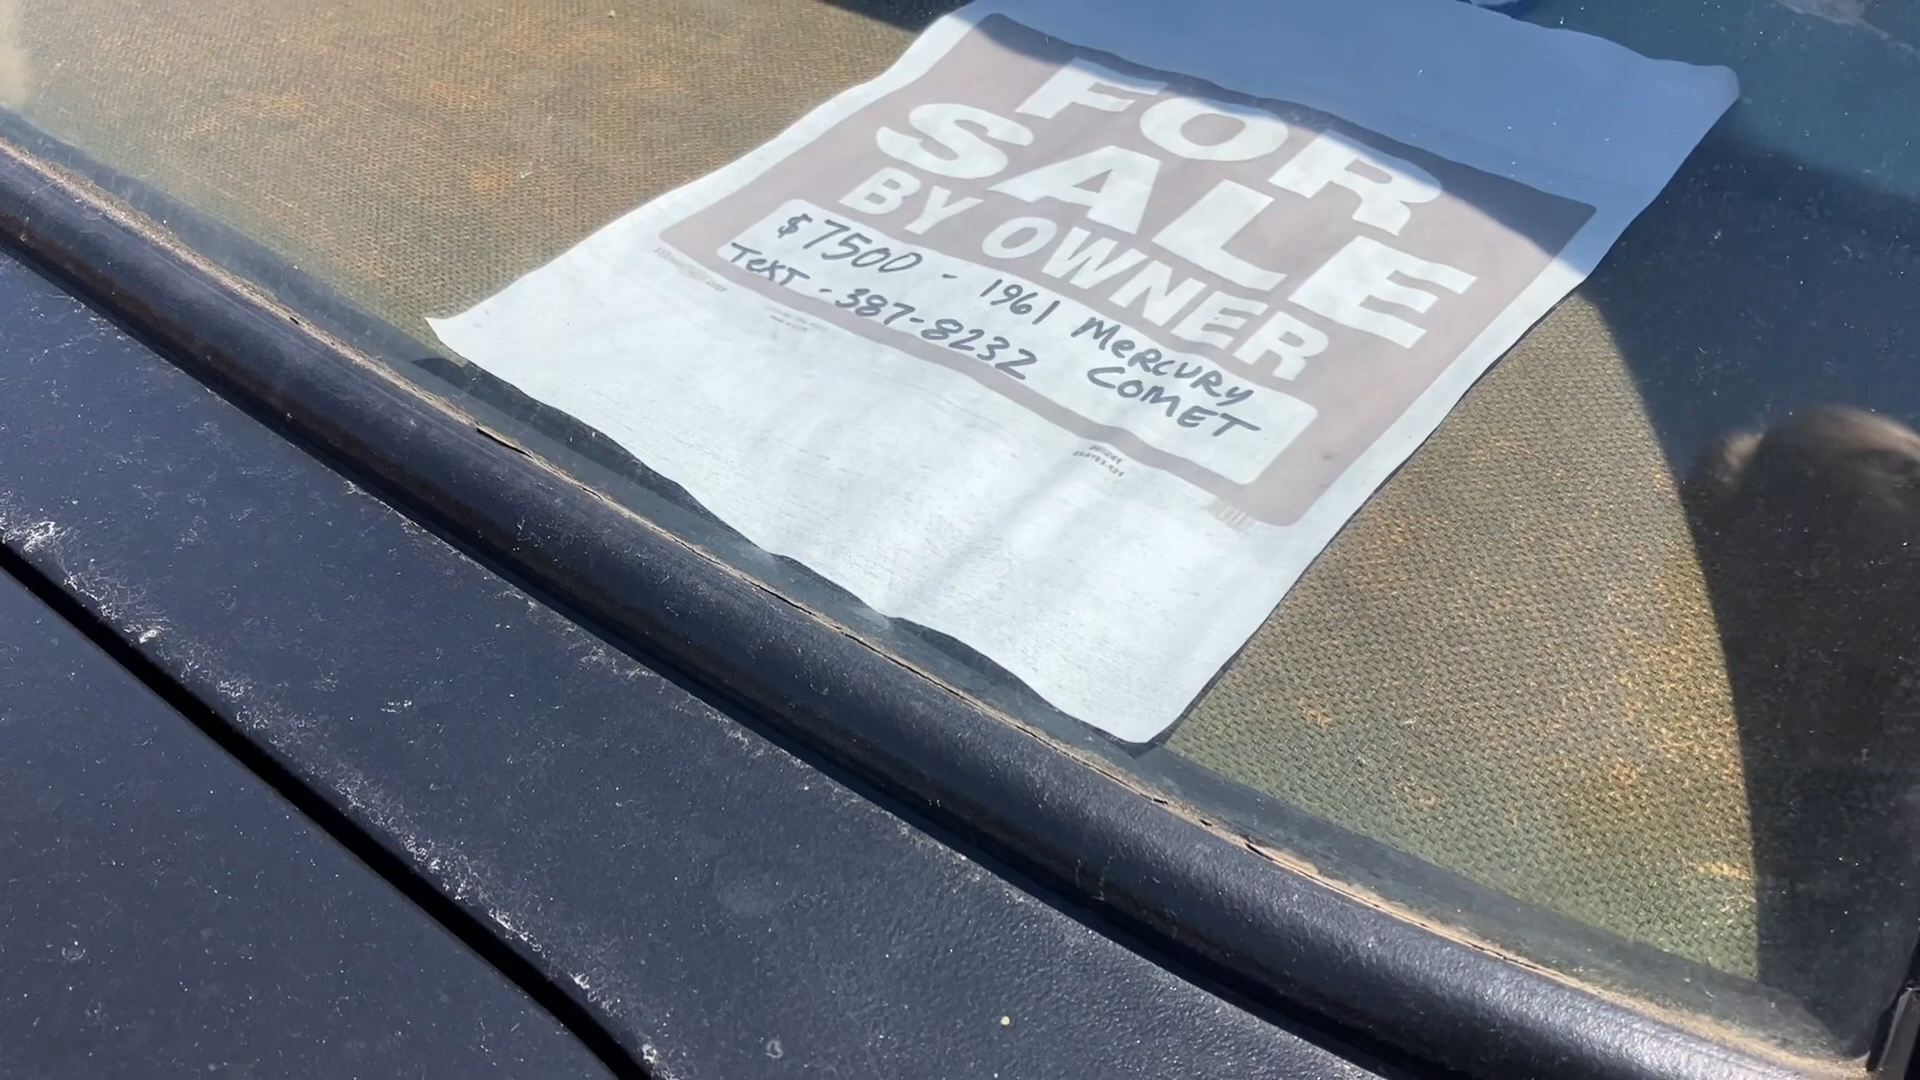 FOR
SALE
BY OWNER
$7500 - 1961 MERCURY
TEXT - 387-8232 COMET